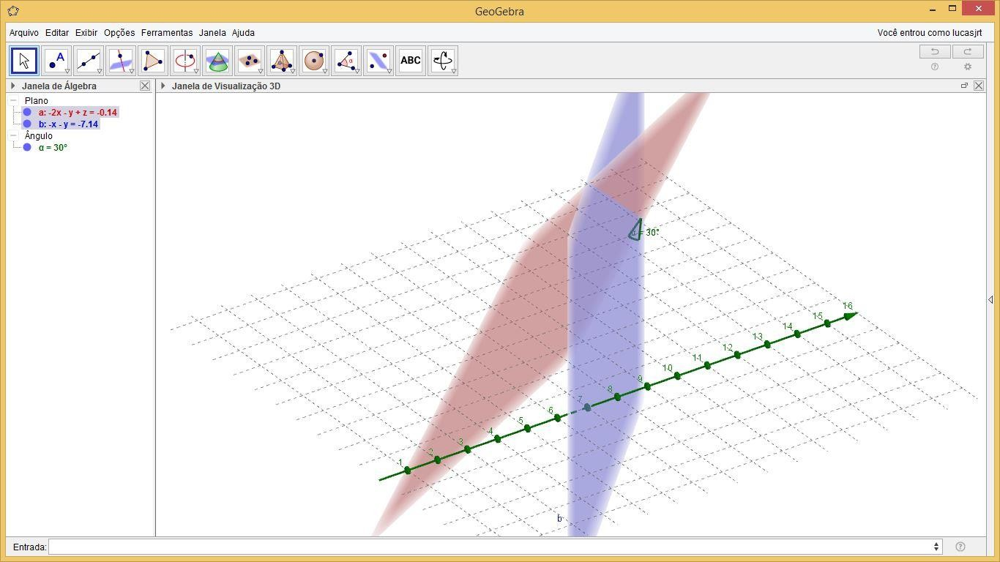 GeoGebra
Arquivo Editar Exibir Opções Ferramentas Janela Ajuda Você entrou como lucasjrt
A α ABC
Janela de Álgebra Janela de Visualização 3D
Plano
a: -2x - y + z = -0.14
b: -x - y = -7.14
Ângulo
α = 30°
α = 30°
16
15
14
13
12
11
10
9
8
7
6
5
4
3
2
1
b
Entrada: